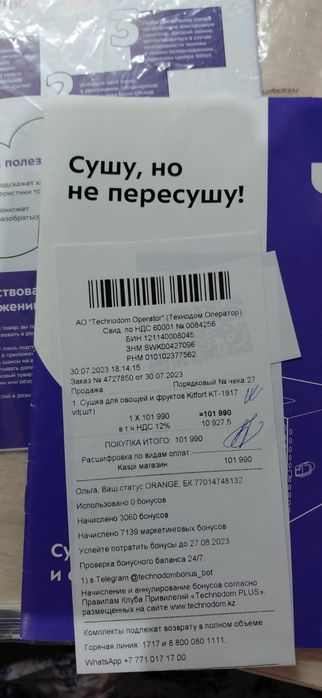 3
2
Сушу, но
не пересушу!
АО "Technodom Operator" (Технодом Оператор)
Свид. по НДС 60001 № 0084256
БИН 121140008045
ЗНМ SWK00427096
РНМ 010102377562
30.07.2023 18:14:15
Заказ № 4727850 от 30.07.2023
Продажа Порядковый № чека 27
1. Сушка для овощей и фруктов Kitfort KT-1917
vit(шт)
1 X 101 990 =101 990
в т ч НДС 12% 10 927,5
ПОКУПКА ИТОГО: 101 990
Расшифровка по видам оплат
Kaspi магазин 101 990
Ольга, Ваш статус ORANGE, БК 77014748132
Использовано 0 бонусов
Начислено 3060 бонусов
Начислено 7139 маркетинговых бонусов
Успейте потратить бонусы до 27.08.2023
Проверка бонусного баланса 24/7:
1) в Telegram @technodombonus_bot
Начисление и аннулирование бонусов согласно
Правилам Клуба Привилегий «Technodom PLUS»,
размещенных на сайте www.technodom.kz
Комплекты подлежат возврату в полном объеме
Горячая линия: 1717 и 8 800 080 1111,
WhatsApp +7 771 017 17 00